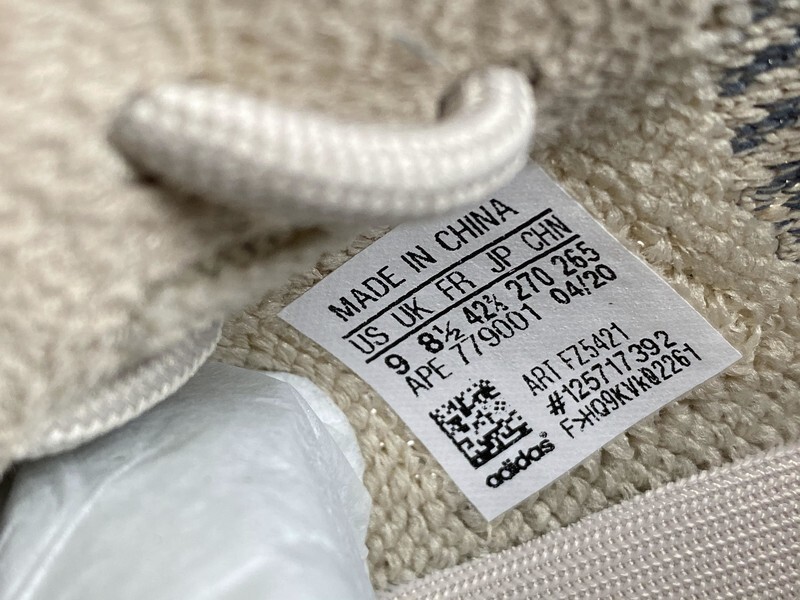 MADE IN CHINA
US UK FR JP CHN
9 8½ 42⅔ 270 265
APE 779001 04/20
ART FZ5421
#125717392
F>HQ9KVk02261
adidas®